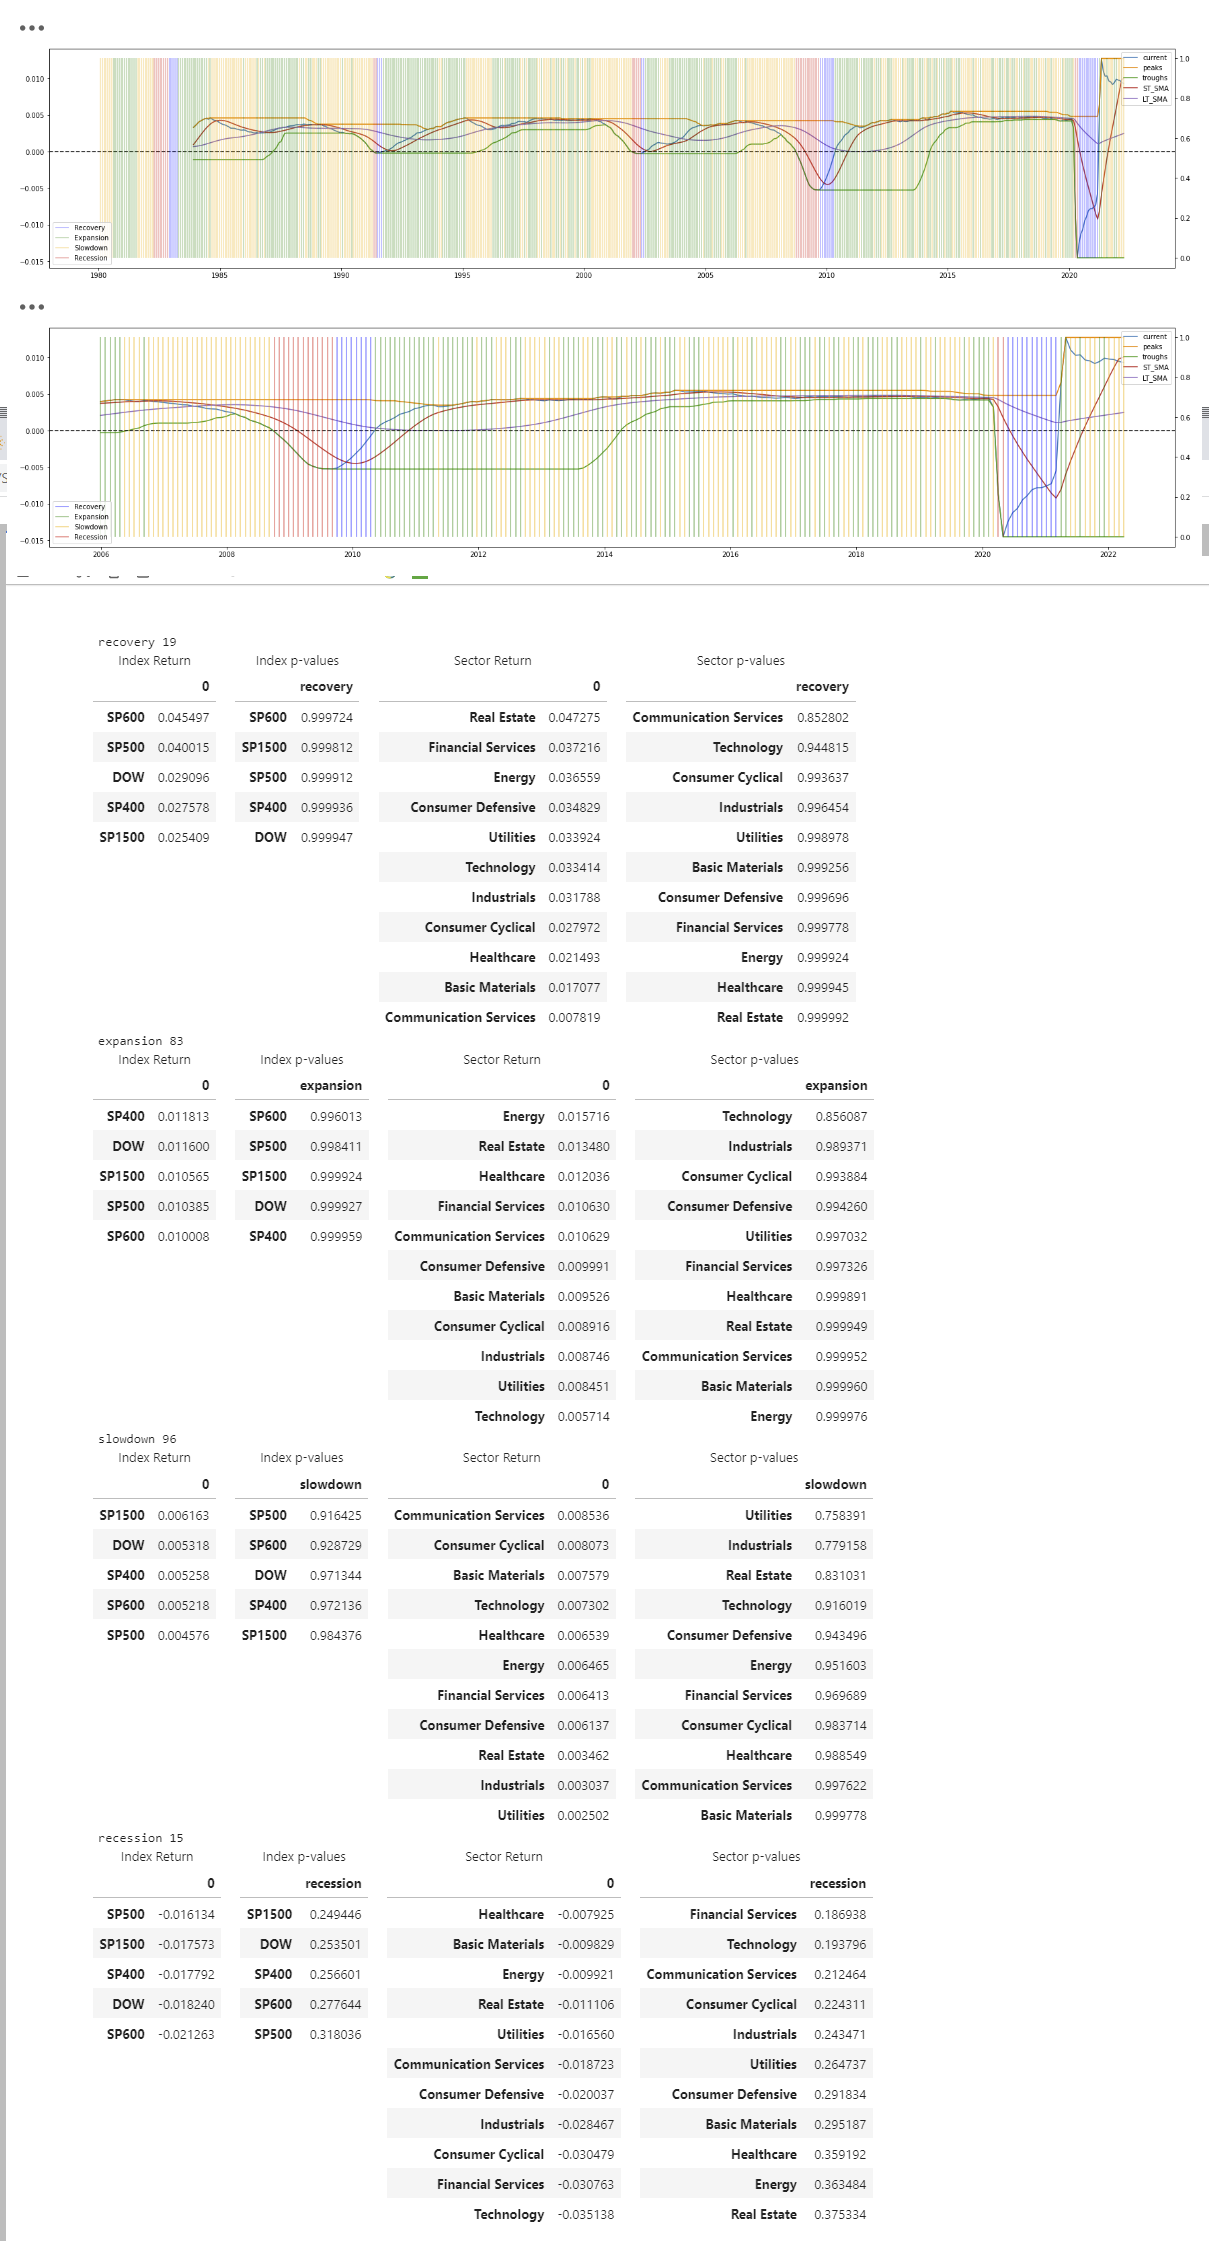 current
peaks
troughs
ST_SMA
LT_SMA
0.010
0.005
0.000
−0.005
−0.010
−0.015
1.0
0.8
0.6
0.4
0.2
0.0
Recovery
Expansion
Slowdown
Recession
1980 1985 1990 1995 2000 2005 2010 2015 2020
current
peaks
troughs
ST_SMA
LT_SMA
0.010
0.005
0.000
−0.005
−0.010
−0.015
1.0
0.8
0.6
0.4
0.2
0.0
Recovery
Expansion
Slowdown
Recession
2006 2008 2010 2012 2014 2016 2018 2020 2022
recovery 19
Index Return Index p-values Sector Return Sector p-values
0 recovery 0 recovery
SP600 0.045497 SP600 0.999724 Real Estate 0.047275 Communication Services 0.852802
SP500 0.040015 SP1500 0.999812 Financial Services 0.037216 Technology 0.944815
DOW 0.029096 SP500 0.999912 Energy 0.036559 Consumer Cyclical 0.993637
SP400 0.027578 SP400 0.999936 Consumer Defensive 0.034829 Industrials 0.996454
SP1500 0.025409 DOW 0.999947 Utilities 0.033924 Utilities 0.998978
Technology 0.033414 Basic Materials 0.999256
Industrials 0.031788 Consumer Defensive 0.999696
Consumer Cyclical 0.027972 Financial Services 0.999778
Healthcare 0.021493 Energy 0.999924
Basic Materials 0.017077 Healthcare 0.999945
Communication Services 0.007819 Real Estate 0.999992
expansion 83
Index Return Index p-values Sector Return Sector p-values
0 expansion 0 expansion
SP400 0.011813 SP600 0.996013 Energy 0.015716 Technology 0.856087
DOW 0.011600 SP500 0.998411 Real Estate 0.013480 Industrials 0.989371
SP1500 0.010565 SP1500 0.999924 Healthcare 0.012036 Consumer Cyclical 0.993884
SP500 0.010385 DOW 0.999927 Financial Services 0.010630 Consumer Defensive 0.994260
SP600 0.010008 SP400 0.999959 Communication Services 0.010629 Utilities 0.997032
Consumer Defensive 0.009991 Financial Services 0.997326
Basic Materials 0.009526 Healthcare 0.999891
Consumer Cyclical 0.008916 Real Estate 0.999949
Industrials 0.008746 Communication Services 0.999952
Utilities 0.008451 Basic Materials 0.999960
Technology 0.005714 Energy 0.999976
slowdown 96
Index Return Index p-values Sector Return Sector p-values
0 slowdown 0 slowdown
SP1500 0.006163 SP500 0.916425 Communication Services 0.008536 Utilities 0.758391
DOW 0.005318 SP600 0.928729 Consumer Cyclical 0.008073 Industrials 0.779158
SP400 0.005258 DOW 0.971344 Basic Materials 0.007579 Real Estate 0.831031
SP600 0.005218 SP400 0.972136 Technology 0.007302 Technology 0.916019
SP500 0.004576 SP1500 0.984376 Healthcare 0.006539 Consumer Defensive 0.943496
Energy 0.006465 Energy 0.951603
Financial Services 0.006413 Financial Services 0.969689
Consumer Defensive 0.006137 Consumer Cyclical 0.983714
Real Estate 0.003462 Healthcare 0.988549
Industrials 0.003037 Communication Services 0.997622
Utilities 0.002502 Basic Materials 0.999778
recession 15
Index Return Index p-values Sector Return Sector p-values
0 recession 0 recession
SP500 -0.016134 SP1500 0.249446 Healthcare -0.007925 Financial Services 0.186938
SP1500 -0.017573 DOW 0.253501 Basic Materials -0.009829 Technology 0.193796
SP400 -0.017792 SP400 0.256601 Energy -0.009921 Communication Services 0.212464
DOW -0.018240 SP600 0.277644 Real Estate -0.011106 Consumer Cyclical 0.224311
SP600 -0.021263 SP500 0.318036 Utilities -0.016560 Industrials 0.243471
Communication Services -0.018723 Utilities 0.264737
Consumer Defensive -0.020037 Consumer Defensive 0.291834
Industrials -0.028467 Basic Materials 0.295187
Consumer Cyclical -0.030479 Healthcare 0.359192
Financial Services -0.030763 Energy 0.363484
Technology -0.035138 Real Estate 0.375334